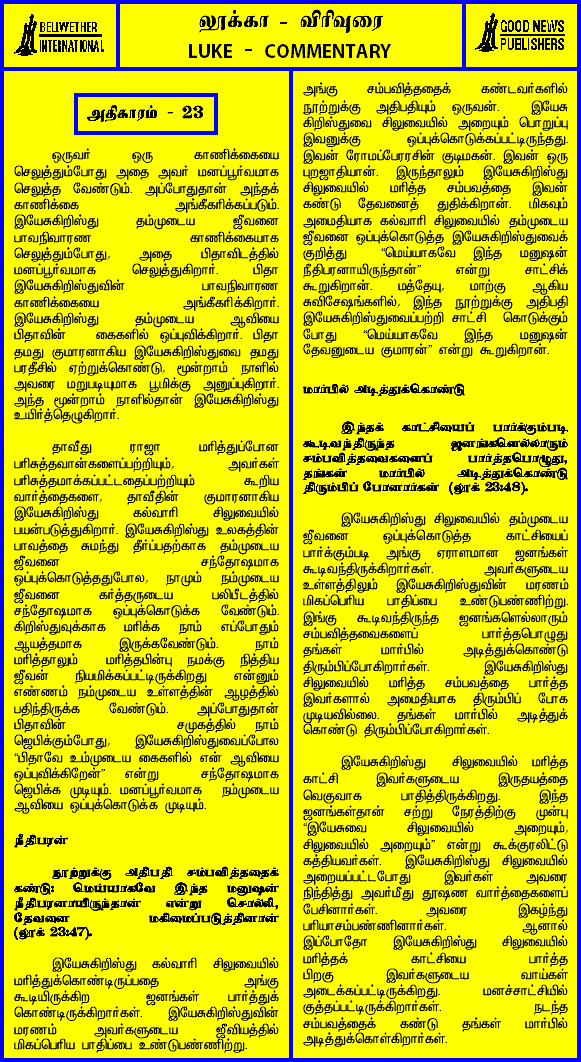 BELLWETHER
INTERNATIONAL
லூக்கா - விரிவுரை
LUKE - COMMENTARY
GOOD NEWS
PUBLISHERS
அதிகாரம் - 23
ஒருவர் ஒரு காணிக்கையை
செலுத்தும்போது அதை அவர் மனப்பூர்வமாக
செலுத்த வேண்டும். அப்போதுதான் அந்தக்
காணிக்கை அங்கீகரிக்கப்படும்.
இயேசுகிறிஸ்து தம்முடைய ஜீவனை
பாவநிவாரண காணிக்கையாக
செலுத்தும்போது, அதை பிதாவிடத்தில்
மனப்பூர்வமாக செலுத்துகிறார். பிதா
இயேசுகிறிஸ்துவின் பாவநிவாரண
காணிக்கையை அங்கீகரிக்கிறார்.
இயேசுகிறிஸ்து தம்முடைய ஆவியை
பிதாவின் கைகளில் ஒப்புவிக்கிறார். பிதா
தமது குமாரனாகிய இயேசுகிறிஸ்துவை தமது
பரதீசில் ஏற்றுக்கொண்டு, மூன்றாம் நாளில்
அவரை மறுபடியுமாக பூமிக்கு அனுப்புகிறார்.
அந்த மூன்றாம் நாளில்தான் இயேசுகிறிஸ்து
உயிர்த்தெழுகிறார்.
தாவீது ராஜா மரித்துப்போன
பரிசுத்தவான்களைப்பற்றியும், அவர்கள்
பரிசுத்தமாக்கப்பட்டதைப்பற்றியும் கூறிய
வார்த்தைகளை, தாவீதின் குமாரனாகிய
இயேசுகிறிஸ்து கல்வாரி சிலுவையில்
பயன்படுத்துகிறார். இயேசுகிறிஸ்து உலகத்தின்
பாவத்தை சுமந்து தீர்ப்பதற்காக தம்முடைய
ஜீவனை சந்தோஷமாக
ஒப்புக்கொடுத்ததுபோல, நாமும் நம்முடைய
ஜீவனை கர்த்தருடைய பலிபீடத்தில்
சந்தோஷமாக ஒப்புக்கொடுக்க வேண்டும்.
கிறிஸ்துவுக்காக மரிக்க நாம் எப்போதும்
ஆயத்தமாக இருக்கவேண்டும். நாம்
மரித்தாலும் மரித்தபின்பு நமக்கு நித்திய
ஜீவன் நியமிக்கப்பட்டிருக்கிறது என்னும்
எண்ணம் நம்முடைய உள்ளத்தின் ஆழத்தில்
பதிந்திருக்க வேண்டும். அப்போதுதான்
பிதாவின் சமுகத்தில் நாம்
ஜெபிக்கும்போது, இயேசுகிறிஸ்துவைப்போல
“பிதாவே உம்முடைய கைகளில் என் ஆவியை
ஒப்புவிக்கிறேன்” என்று சந்தோஷமாக
ஜெபிக்க முடியும். மனப்பூர்வமாக நம்முடைய
ஆவியை ஒப்புக்கொடுக்க முடியும்.
நீதிபரன்
நூற்றுக்கு அதிபதி சம்பவித்ததைக்
கண்டு: மெய்யாகவே இந்த மனுஷன்
நீதிபரனாயிருந்தான் என்று சொல்லி,
தேவனை மகிமைப்படுத்தினான்
(லூக் 23:47).
இயேசுகிறிஸ்து கல்வாரி சிலுவையில்
மரித்துக்கொண்டிருப்பதை அங்கு
கூடியிருக்கிற ஜனங்கள் பார்த்துக்
கொண்டிருக்கிறார்கள். இயேசுகிறிஸ்துவின்
மரணம் அவர்களுடைய ஜீவியத்தில்
மிகப்பெரிய பாதிப்பை உண்டுபண்ணிற்று.
அங்கு சம்பவித்ததைக் கண்டவர்களில்
நூற்றுக்கு அதிபதியும் ஒருவன். இயேசு
கிறிஸ்துவை சிலுவையில் அறையும் பொறுப்பு
இவனுக்கு ஒப்புக்கொடுக்கப்பட்டிருந்தது.
இவன் ரோமப்பேரரசின் குடிமகன். இவன் ஒரு
புறஜாதியான். இருந்தாலும் இயேசுகிறிஸ்து
சிலுவையில் மரித்த சம்பவத்தை இவன்
கண்டு தேவனைத் துதிக்கிறான். மிகவும்
அமைதியாக கல்வாரி சிலுவையில் தம்முடைய
ஜீவனை ஒப்புக்கொடுத்த இயேசுகிறிஸ்துவைக்
குறித்து “மெய்யாகவே இந்த மனுஷன்
நீதிபரனாயிருந்தான்” என்று சாட்சிக்
கூறுகிறான். மத்தேயு, மாற்கு ஆகிய
சுவிசேஷங்களில், இந்த நூற்றுக்கு அதிபதி
இயேசுகிறிஸ்துவைப்பற்றி சாட்சி கொடுக்கும்
போது “மெய்யாகவே இந்த மனுஷன்
தேவனுடைய குமாரன்” என்று கூறுகிறான்.
மார்பில் அடித்துக்கொண்டு
இந்தக் காட்சியைப் பார்க்கும்படி
கூடிவந்திருந்த ஜனங்களெல்லாரும்
சம்பவித்தவைகளைப் பார்த்தபொழுது,
தங்கள் மார்பில் அடித்துக்கொண்டு
திரும்பிப் போனார்கள் (லூக் 23:48).
இயேசுகிறிஸ்து சிலுவையில் தம்முடைய
ஜீவனை ஒப்புக்கொடுத்த காட்சியைப்
பார்க்கும்படி அங்கு ஏராளமான ஜனங்கள்
கூடிவந்திருக்கிறார்கள். அவர்களுடைய
உள்ளத்திலும் இயேசுகிறிஸ்துவின் மரணம்
மிகப்பெரிய பாதிப்பை உண்டுபண்ணிற்று.
இங்கு கூடிவந்திருந்த ஜனங்களெல்லாரும்
சம்பவித்தவைகளைப் பார்த்தபொழுது
தங்கள் மார்பில் அடித்துக்கொண்டு
திரும்பிப்போகிறார்கள். இயேசுகிறிஸ்து
சிலுவையில் மரித்த சம்பவத்தை பார்த்த
இவர்களால் அமைதியாக திரும்பிப் போக
முடியவில்லை. தங்கள் மார்பில் அடித்துக்
கொண்டு திரும்பிப்போகிறார்கள்.
இயேசுகிறிஸ்து சிலுவையில் மரித்த
காட்சி இவர்களுடைய இருதயத்தை
வெகுவாக பாதித்திருக்கிறது. இந்த
ஜனங்கள்தான் சற்று நேரத்திற்கு முன்பு
“இயேசுவை சிலுவையில் அறையும்,
சிலுவையில் அறையும்” என்று கூக்குரலிட்டு
கத்தியவர்கள். இயேசுகிறிஸ்து சிலுவையில்
அறையப்பட்டபோது இவர்கள் அவரை
நிந்தித்து அவர்மீது தூஷண வார்த்தைகளைப்
பேசினார்கள். அவரை இகழ்ந்து
பரியாசம்பண்ணினார்கள். ஆனால்
இப்போதோ இயேசுகிறிஸ்து சிலுவையில்
மரித்தக் காட்சியை பார்த்த
பிறகு இவர்களுடைய வாய்கள்
அடைக்கப்பட்டிருக்கிறது. மனச்சாட்சியில்
குத்தப்பட்டிருக்கிறார்கள். நடந்த
சம்பவத்தைக் கண்டு தங்கள் மார்பில்
அடித்துக்கொள்கிறார்கள்.